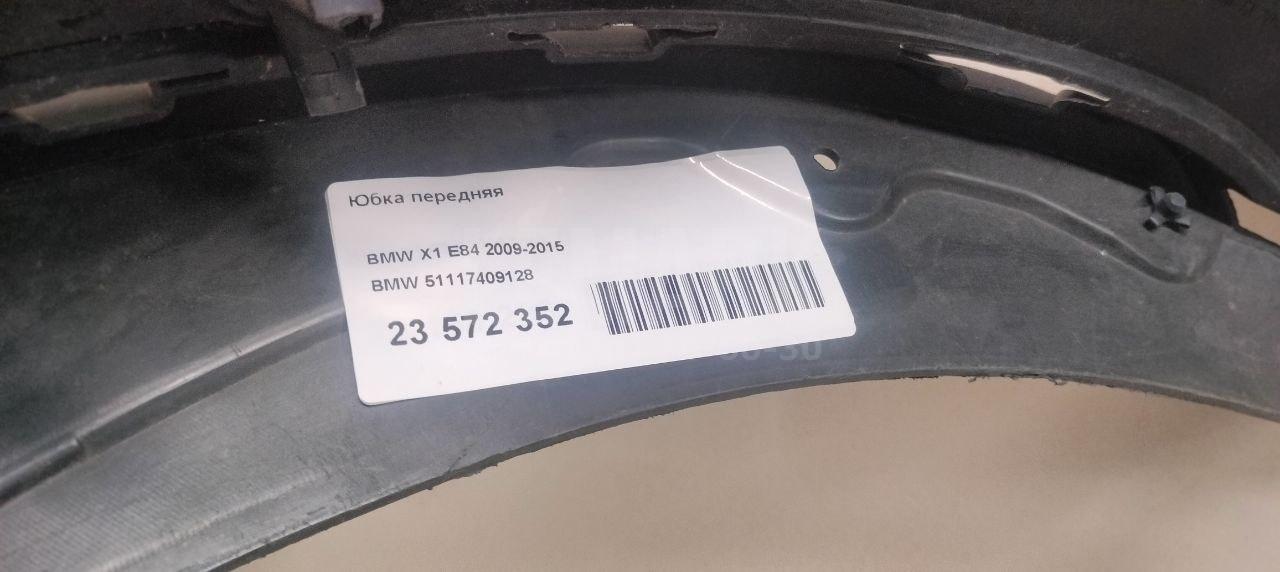 Юбка передняя
BMW X1 E84 2009-2015
BMW 51117409128
23 572 352